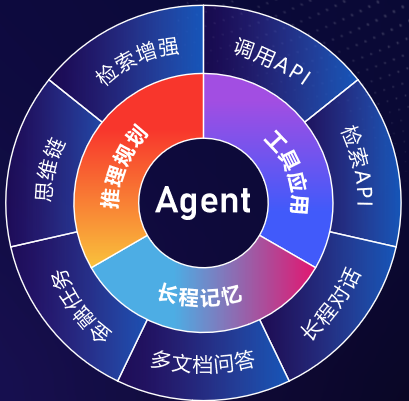 Agent
推理规划
工具应用
长程记忆
检索增强
调用API
检索API
长程对话
多文档问答
金融任务
思维链